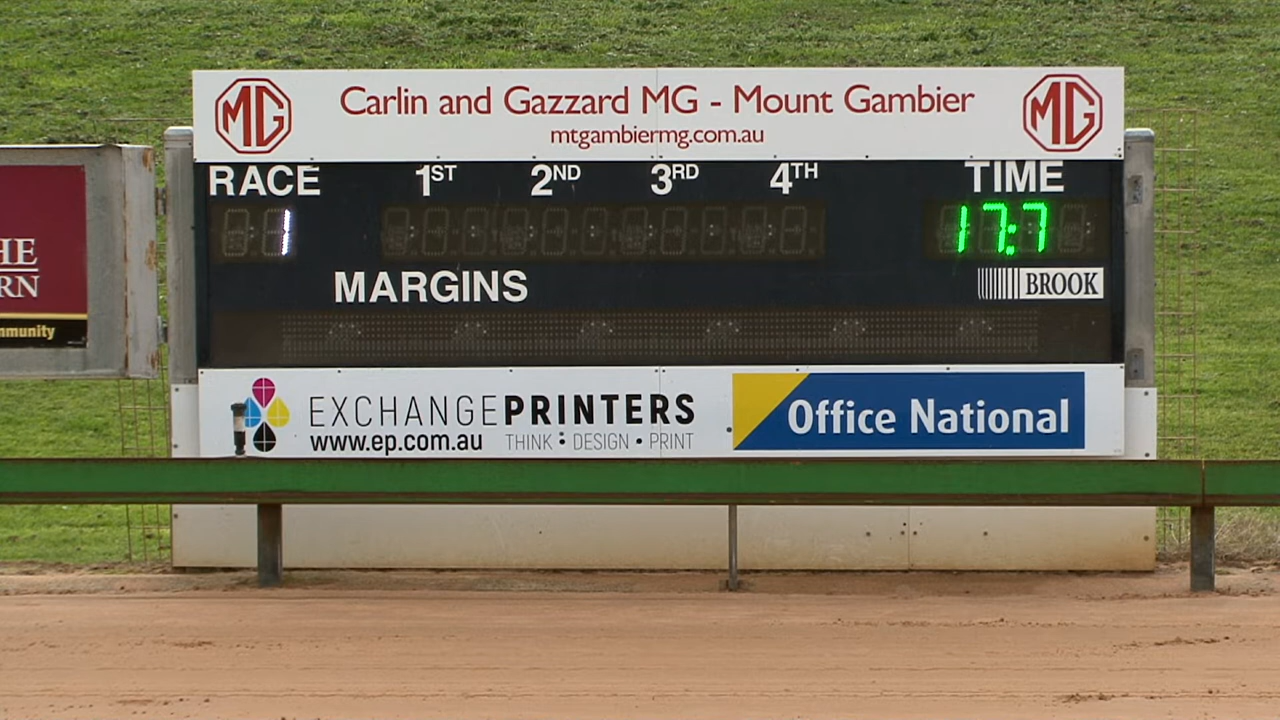 MG Carlin and Gazzard MG - Mount Gambier MG
mtgambiermg.com.au
RACE 1ST 2ND 3RD 4TH TIME
1 17:7
MARGINS BROOK
HE
RN
mmunity
EXCHANGEPRINTERS
www.ep.com.au THINK • DESIGN • PRINT
Office National